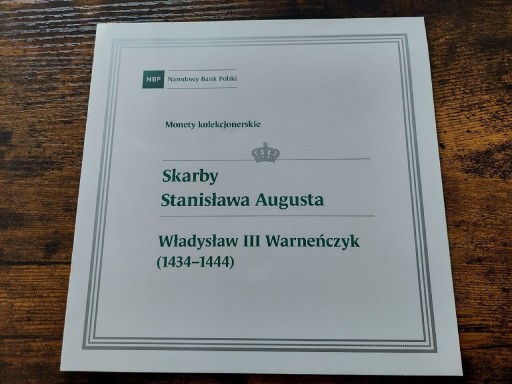 NBP Narodowy Bank Polski
Monety kolekcjonerskie
Skarby
Stanisława Augusta
Władysław III Warneńczyk
(1434–1444)